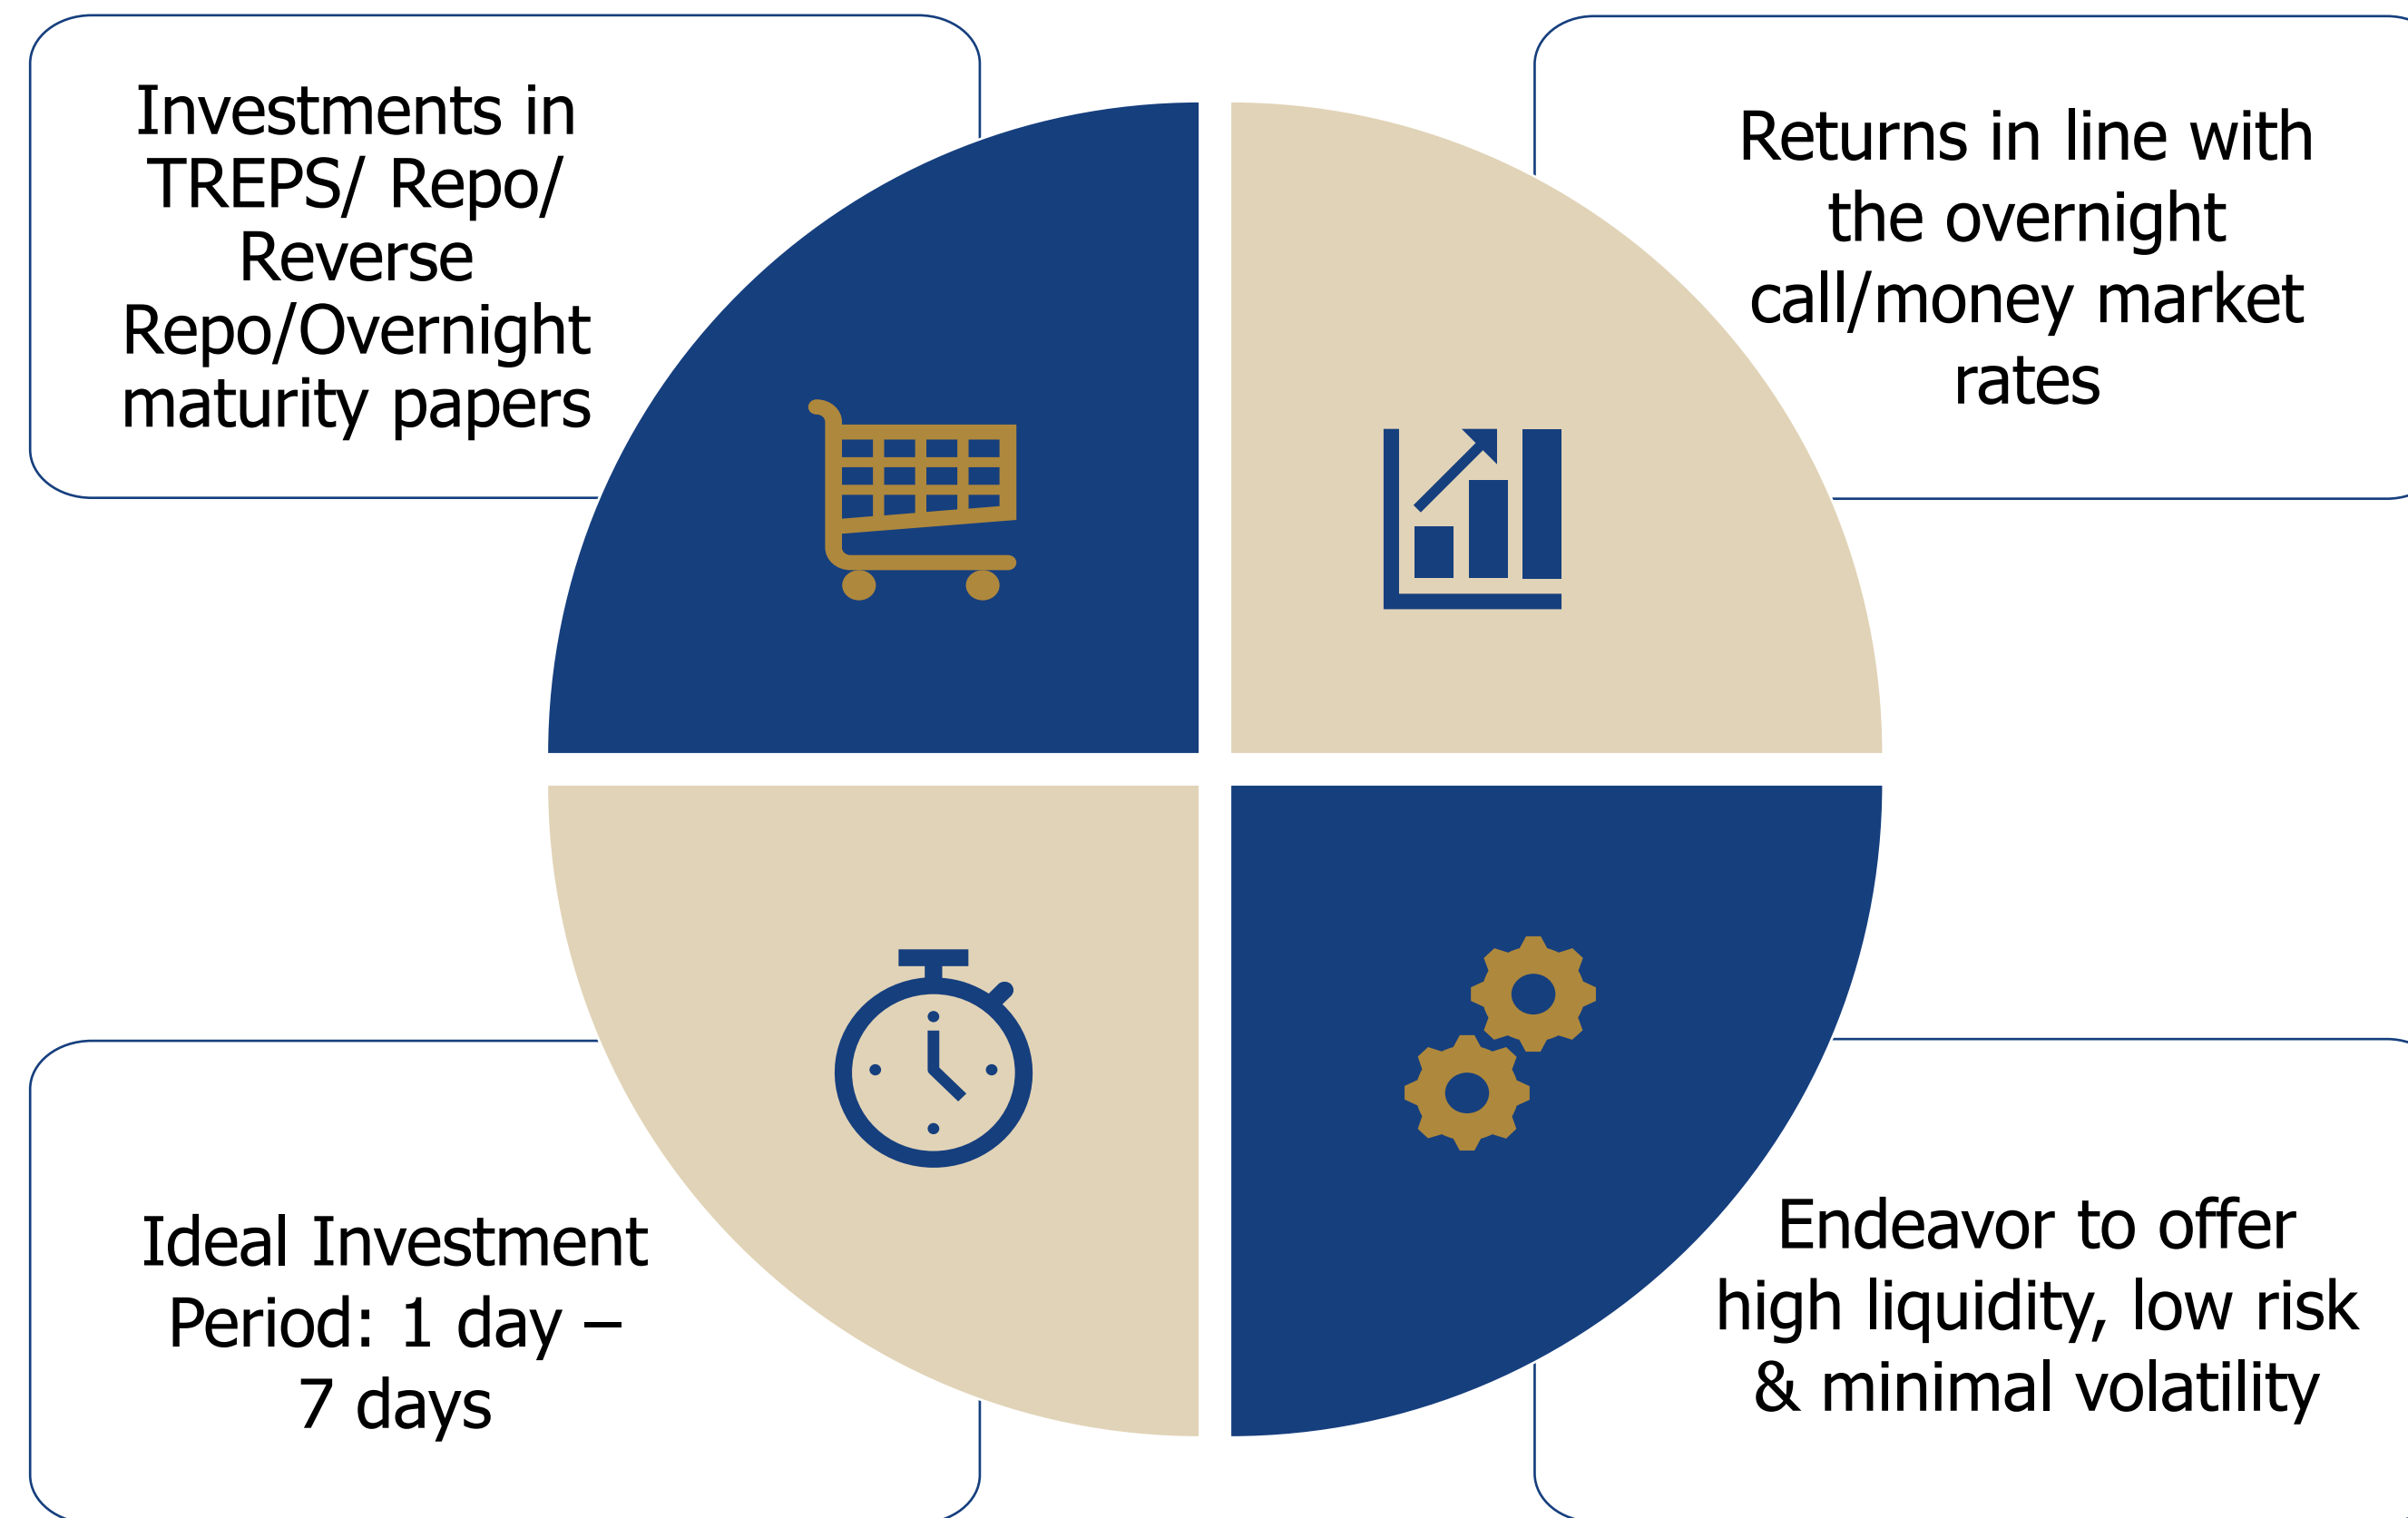 Investments in
TREPS/ Repo/
Reverse
Repo/Overnight
maturity papers
Returns in line with
the overnight
call/money market
rates
Ideal Investment
Period: 1 day –
7 days
Endeavor to offer
high liquidity, low risk
& minimal volatility